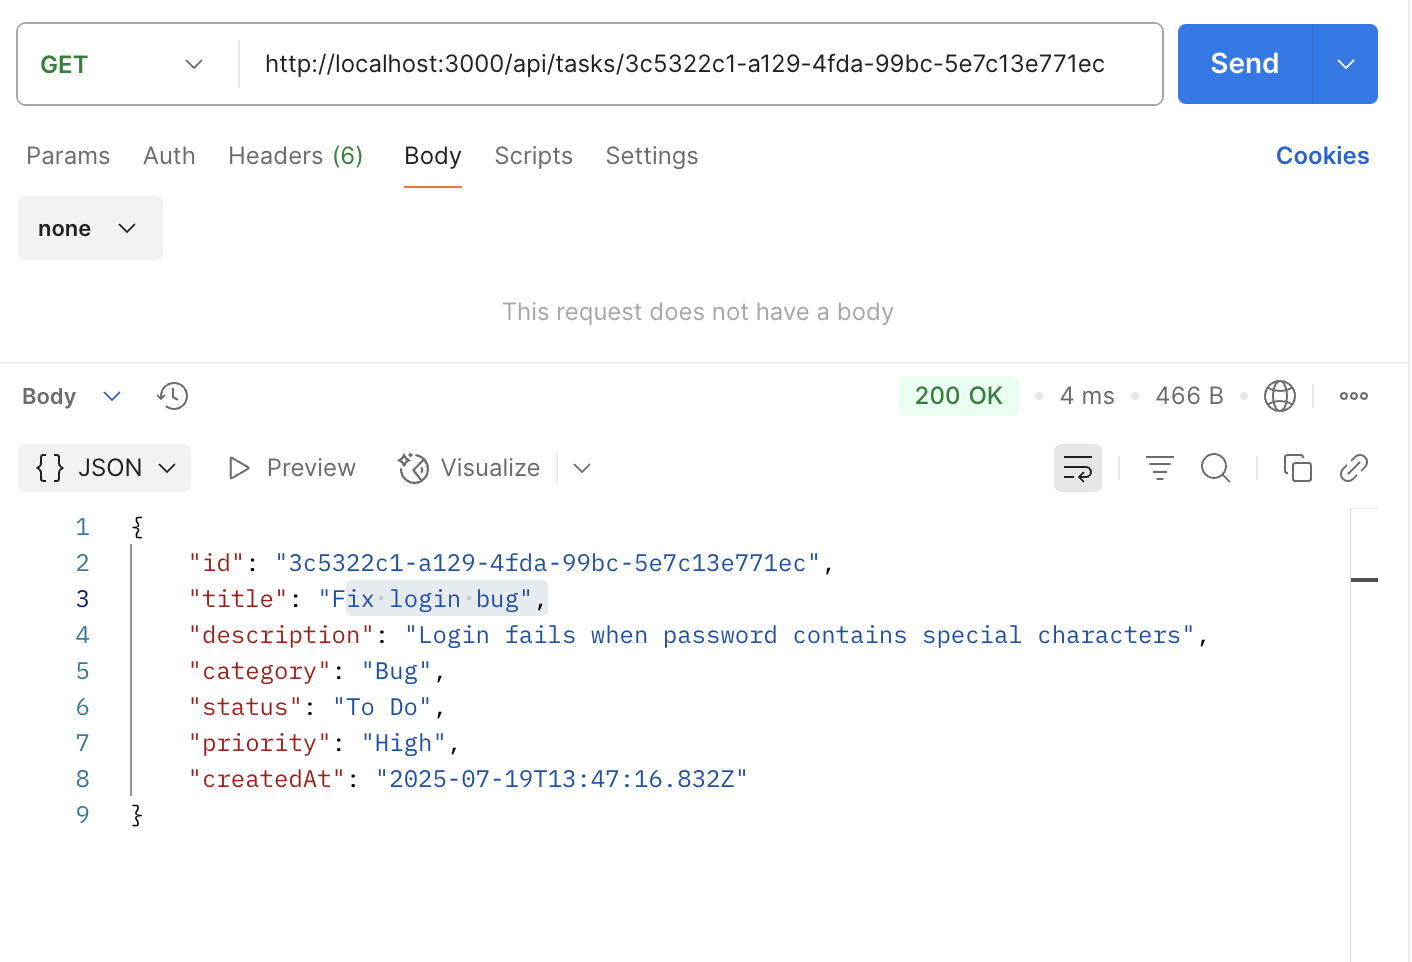 GET http://localhost:3000/api/tasks/3c5322c1-a129-4fda-99bc-5e7c13e771ec Send
Params Auth Headers (6) Body Scripts Settings Cookies
none
This request does not have a body
Body 200 OK 4 ms 466 B
{} JSON Preview Visualize
1 {
2 "id": "3c5322c1-a129-4fda-99bc-5e7c13e771ec",
3 "title": "Fix login bug",
4 "description": "Login fails when password contains special characters",
5 "category": "Bug",
6 "status": "To Do",
7 "priority": "High",
8 "createdAt": "2025-07-19T13:47:16.832Z"
9 }